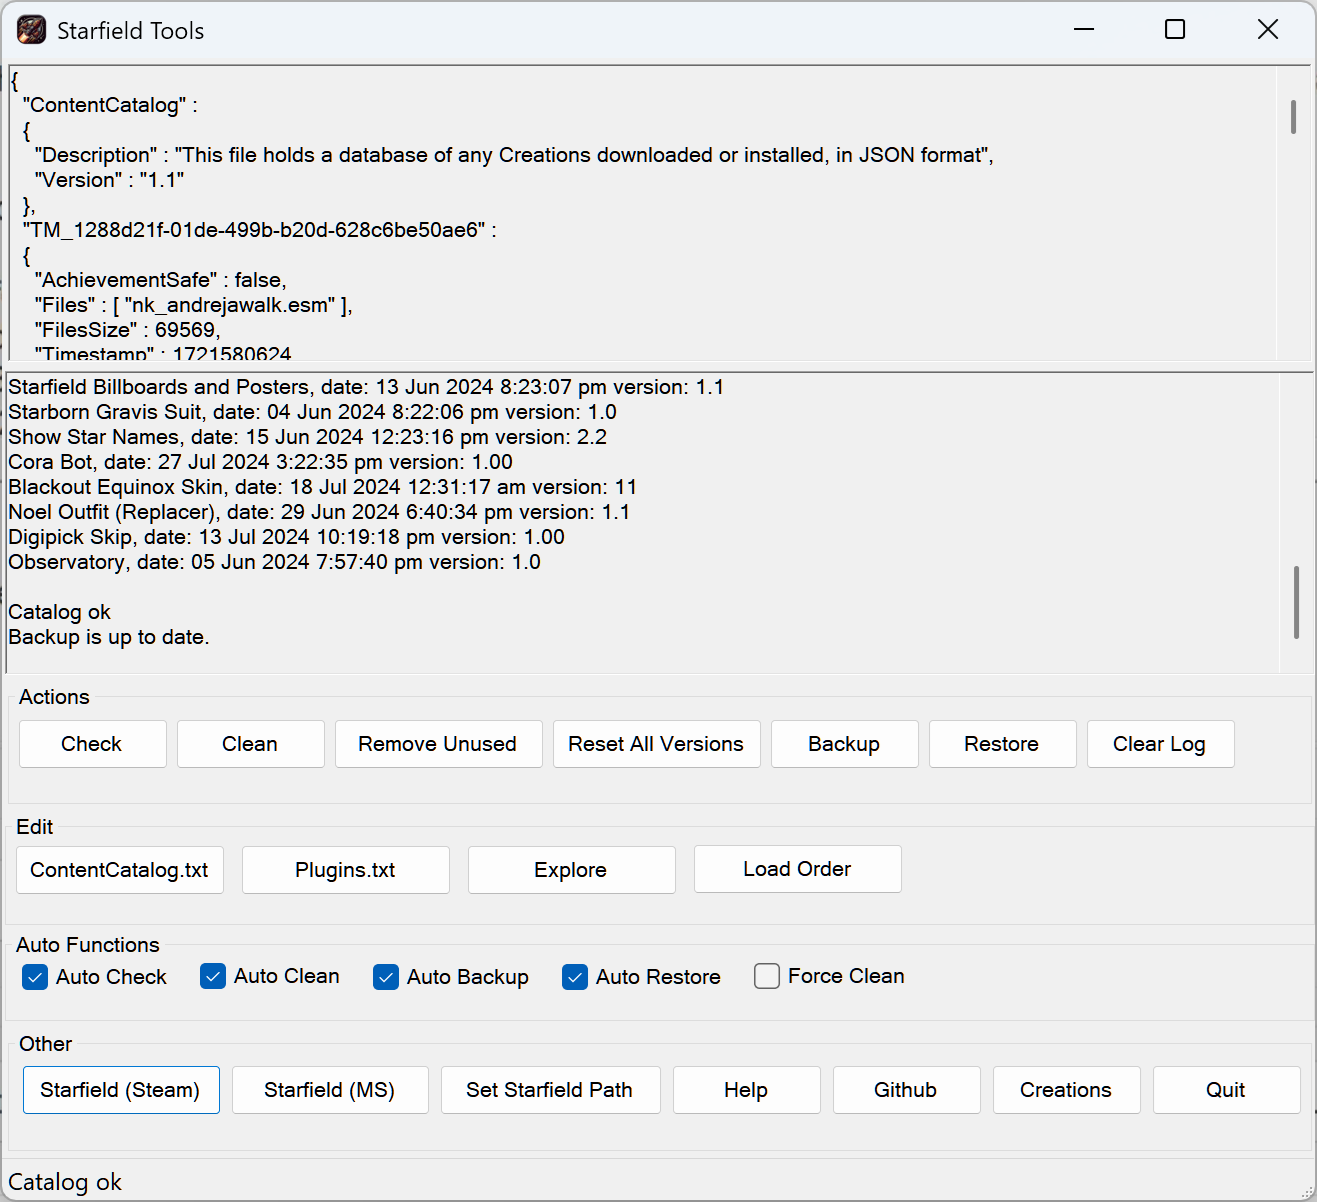 Starfield Tools
{
"ContentCatalog" :
{
"Description" : "This file holds a database of any Creations downloaded or installed, in JSON format",
"Version" : "1.1"
},
"TM_1288d21f-01de-499b-b20d-628c6be50ae6" :
{
"AchievementSafe" : false,
"Files" : [ "nk_andrejawalk.esm" ],
"FilesSize" : 69569,
"Timestamp" : 1721580624
Starfield Billboards and Posters, date: 13 Jun 2024 8:23:07 pm version: 1.1
Starborn Gravis Suit, date: 04 Jun 2024 8:22:06 pm version: 1.0
Show Star Names, date: 15 Jun 2024 12:23:16 pm version: 2.2
Cora Bot, date: 27 Jul 2024 3:22:35 pm version: 1.00
Blackout Equinox Skin, date: 18 Jul 2024 12:31:17 am version: 11
Noel Outfit (Replacer), date: 29 Jun 2024 6:40:34 pm version: 1.1
Digipick Skip, date: 13 Jul 2024 10:19:18 pm version: 1.00
Observatory, date: 05 Jun 2024 7:57:40 pm version: 1.0
Catalog ok
Backup is up to date.
Actions
Check Clean Remove Unused Reset All Versions Backup Restore Clear Log
Edit
ContentCatalog.txt Plugins.txt Explore Load Order
Auto Functions
Auto Check Auto Clean Auto Backup Auto Restore Force Clean
Other
Starfield (Steam) Starfield (MS) Set Starfield Path Help Github Creations Quit
Catalog ok